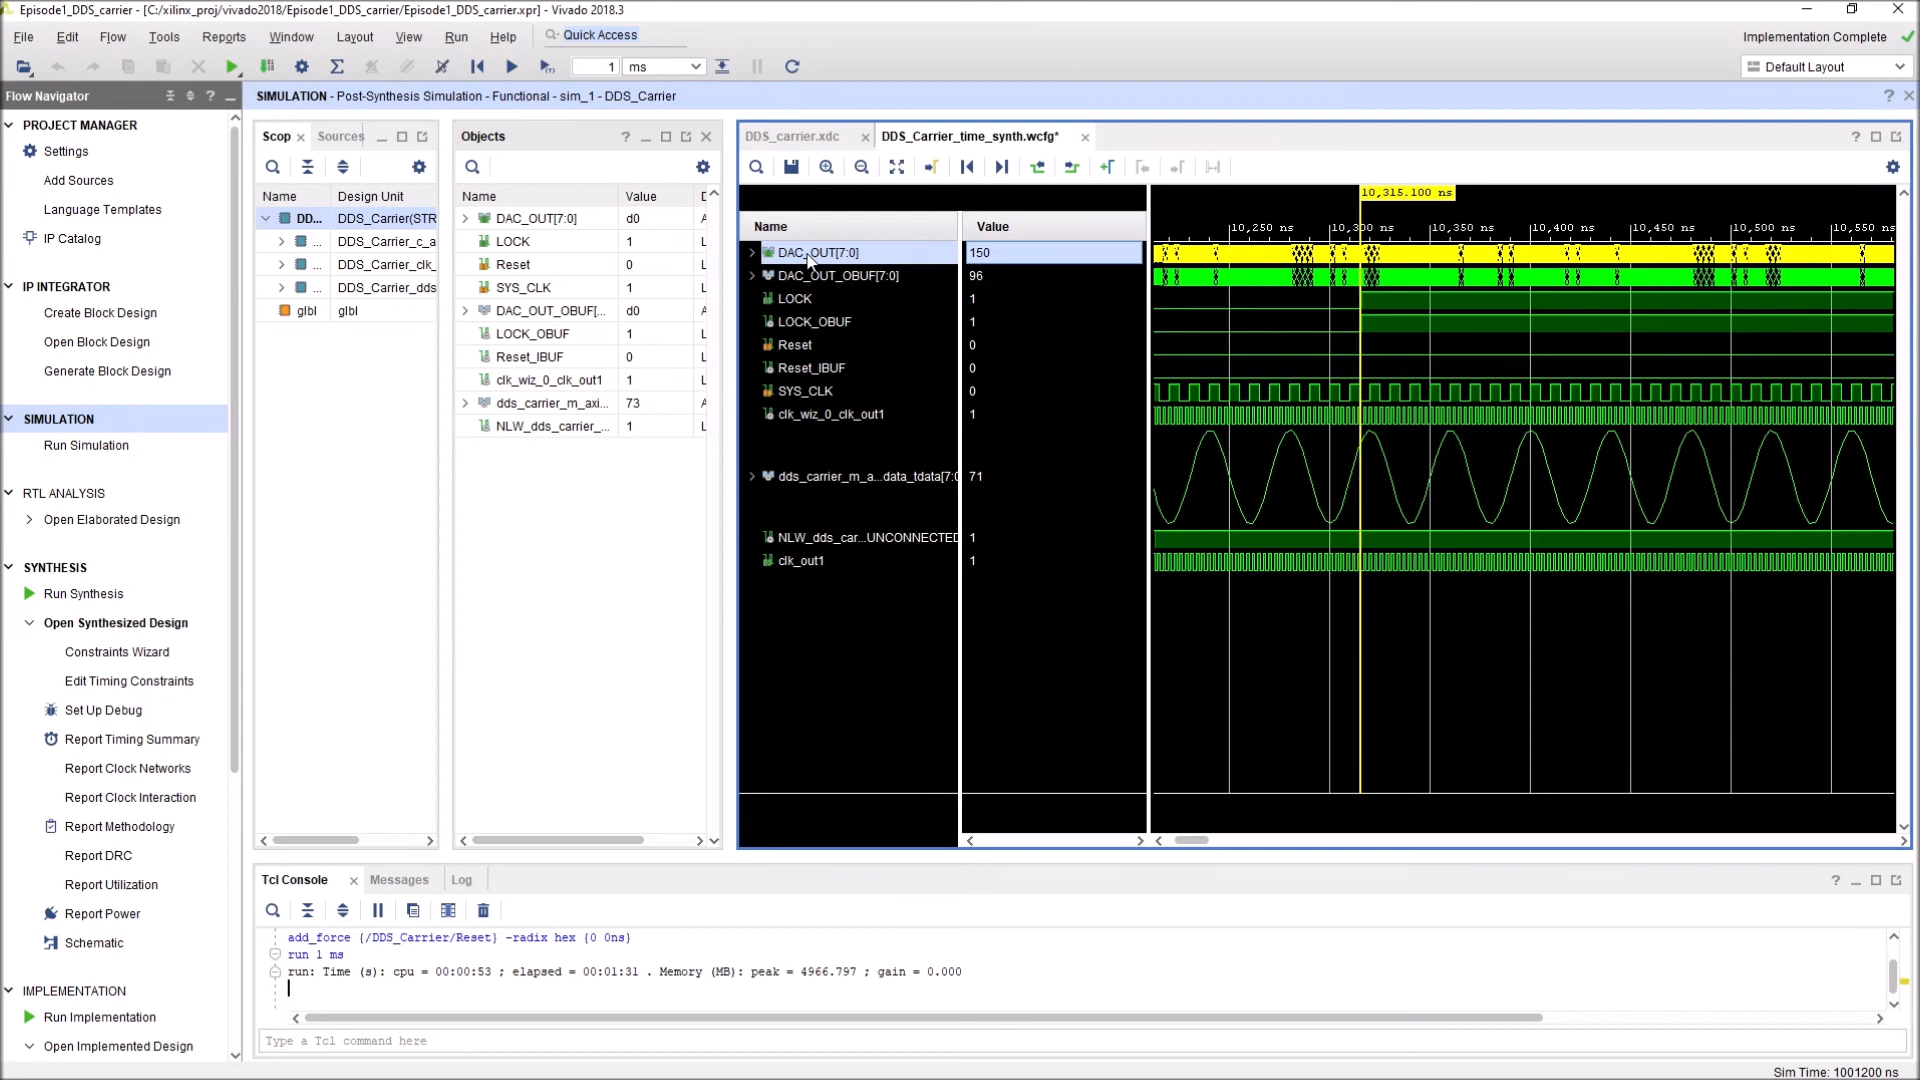 Episode1_DDS_carrier - [C:/xilinx_proj/vivado2018/Episode1_DDS_carrier/Episode1_DDS_carrier.xpr] - Vivado 2018.3
File Edit Flow Tools Reports Window Layout View Run Help Quick Access
Implementation Complete
1 ms
Default Layout
Flow Navigator
SIMULATION - Post-Synthesis Simulation - Functional - sim_1 - DDS_Carrier
PROJECT MANAGER
Settings
Add Sources
Language Templates
IP Catalog
IP INTEGRATOR
Create Block Design
Open Block Design
Generate Block Design
SIMULATION
Run Simulation
RTL ANALYSIS
Open Elaborated Design
SYNTHESIS
Run Synthesis
Open Synthesized Design
Constraints Wizard
Edit Timing Constraints
Set Up Debug
Report Timing Summary
Report Clock Networks
Report Clock Interaction
Report Methodology
Report DRC
Report Utilization
Report Power
Schematic
IMPLEMENTATION
Run Implementation
Open Implemented Design
Scop Sources
Name Design Unit
DD... DDS_Carrier(STR
... DDS_Carrier_c_a
... DDS_Carrier_clk_
... DDS_Carrier_dds
glbl glbl
Objects
Name Value D
DAC_OUT[7:0] d0 A
LOCK 1 L
Reset 0 L
SYS_CLK 1 L
DAC_OUT_OBUF[... d0 A
LOCK_OBUF 1 L
Reset_IBUF 0 L
clk_wiz_0_clk_out1 1 L
dds_carrier_m_axi... 73 A
NLW_dds_carrier_... 1 L
DDS_carrier.xdc DDS_Carrier_time_synth.wcfg*
10,315.100 ns
Name Value
10,250 ns 10,300 ns 10,350 ns 10,400 ns 10,450 ns 10,500 ns 10,550 ns
DAC_OUT[7:0] 150
DAC_OUT_OBUF[7:0] 96
LOCK 1
LOCK_OBUF 1
Reset 0
Reset_IBUF 0
SYS_CLK 0
clk_wiz_0_clk_out1 1
dds_carrier_m_a...data_tdata[7:0 71
NLW_dds_car...UNCONNECTED 1
clk_out1 1
Tcl Console Messages Log
add_force {/DDS_Carrier/Reset} -radix hex {0 0ns}
run 1 ms
run: Time (s): cpu = 00:00:53 ; elapsed = 00:01:31 . Memory (MB): peak = 4966.797 ; gain = 0.000
Type a Tcl command here
Sim Time: 1001200 ns